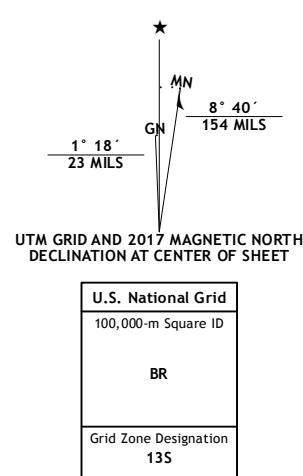 MN
8° 40´
GN
154 MILS
1° 18´
23 MILS
UTM GRID AND 2017 MAGNETIC NORTH
DECLINATION AT CENTER OF SHEET
U.S. National Grid
100,000-m Square ID
BR
Grid Zone Designation
13S